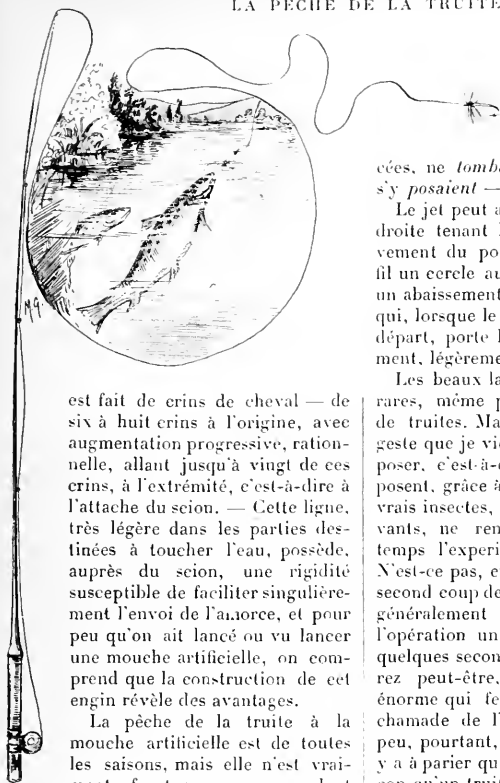 LA PÊCHE DE LA TRUITE
M.G.
est fait de crins de cheval — de
six à huit crins à l'origine, avec
augmentation progressive, ration-
nelle, allant jusqu'à vingt de ces
crins, à l'extrémité, c'est-à-dire à
l'attache du scion. — Cette ligne,
très légère dans les parties des-
tinées à toucher l'eau, possède,
auprès du scion, une rigidité
susceptible de faciliter singulière-
ment l'envoi de l'amorce, et pour
peu qu'on ait lancé ou vu lancer
une mouche artificielle, on com-
prend que la construction de cet
engin révèle des avantages.
La pêche de la truite à la
mouche artificielle est de toutes
les saisons, mais elle n'est vrai-
cées, ne tomb
s'y posaient —
Le jet peut a
droite tenant
vement du po
fil un cercle au
un abaissement
qui, lorsque le
départ, porte l
ment, légèreme
Les beaux la
rares, même p
de truites. Ma
geste que je vi
poser, c'est-à-
posent, grâce à
vrais insectes,
vants, ne ren
temps l'experi
N'est-ce pas, e
second coup de
généralement
l'opération un
quelques secon
rez peut-être,
énorme qui fe
chamade de l'
peu, pourtant,
y a à parier qu